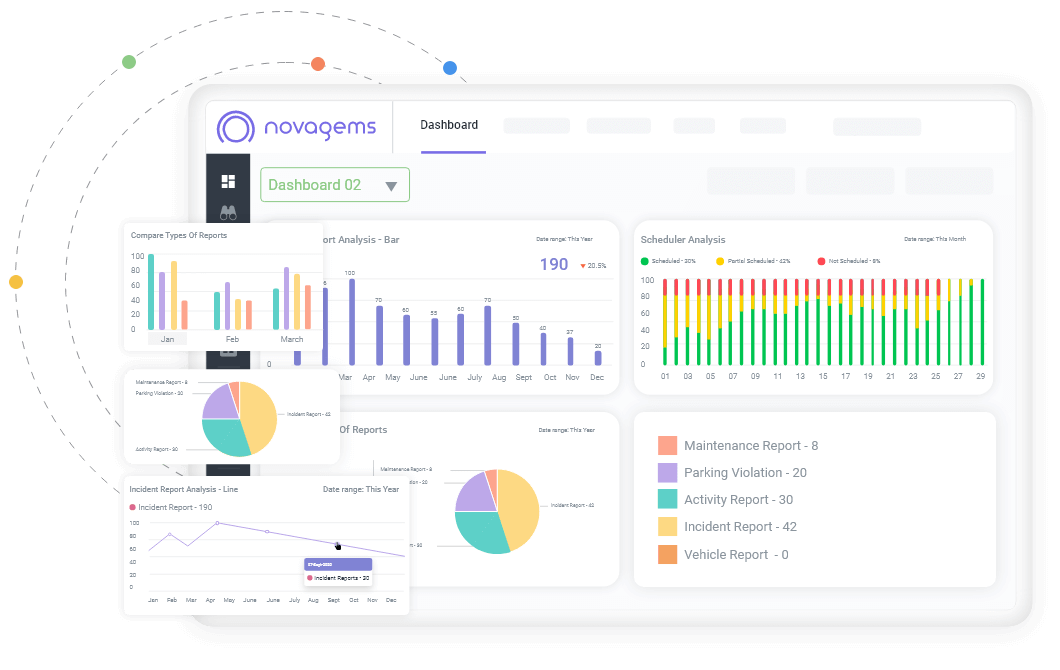 novagems
Dashboard
Dashboard 02
Compare Types Of Reports
100
80
60
40
20
0
Jan
Feb
March
ort Analysis - Bar
Date range: This Year
190
20.5%
100
70
60
55
60
70
50
40
37
20
0
Mar
Apr
May
June
June
July
Aug
Sept
Oct
Nov
Dec
Scheduler Analysis
Date range: This Month
Partial Scheduled - 42%
100
80
60
40
20
0
01
03
05
07
09
11
13
15
17
19
21
23
25
27
29
Maintenance Report - 8
Parking Violation - 20
Activity Report - 30
Incident Report - 42
Of Reports
Date range: This Year
Maintenance Report - 8
Incident Report - 42
Incident Report Analysis - Line
Date range: This Year
Incident Report - 190
100
80
60
40
20
0
Incident Reports - 20
Jan
Feb
Mar
Apr
May
June
June
July
Aug
Sept
Oct
Nov
Dec
Maintenance Report - 8
Parking Violation - 20
Activity Report - 30
Incident Report - 42
Vehicle Report - 0